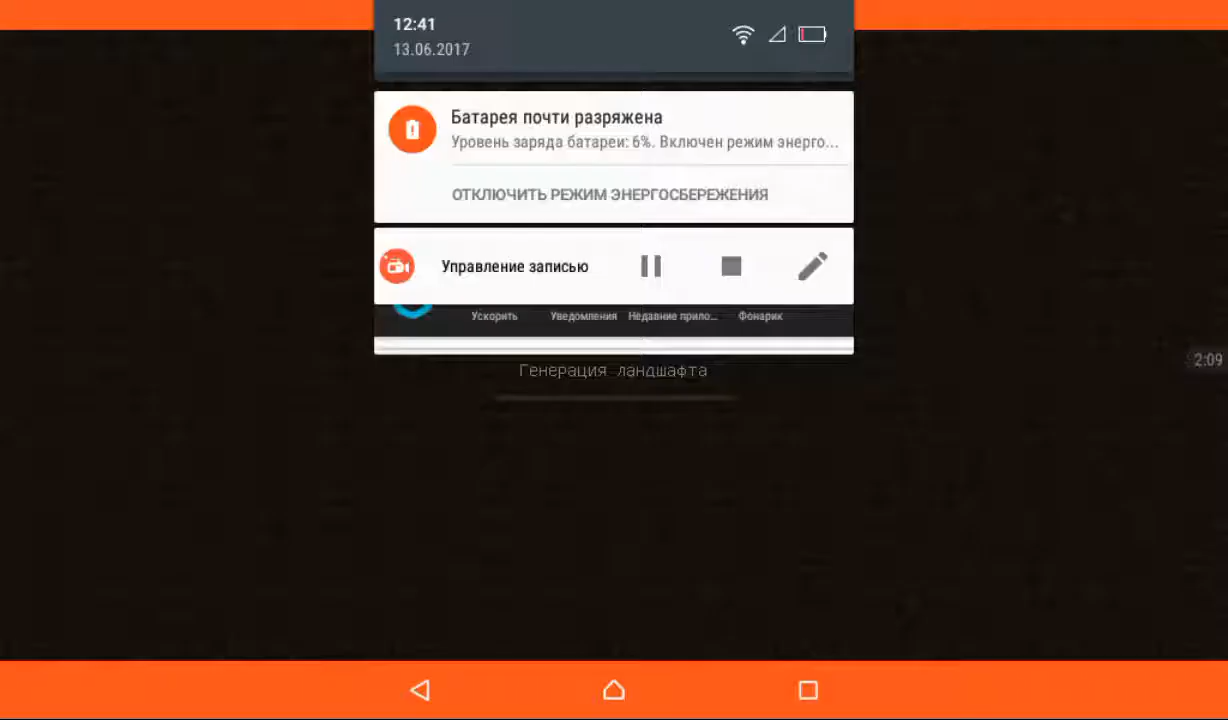 12:41
13.06.2017
Батарея почти разряжена
Уровень заряда батареи: 6%. Включен режим энерго...
ОТКЛЮЧИТЬ РЕЖИМ ЭНЕРГОСБЕРЕЖЕНИЯ
Управление записью
Ускорить Уведомления Недавние прило... Фонарик
2:09
Генерация ландшафта